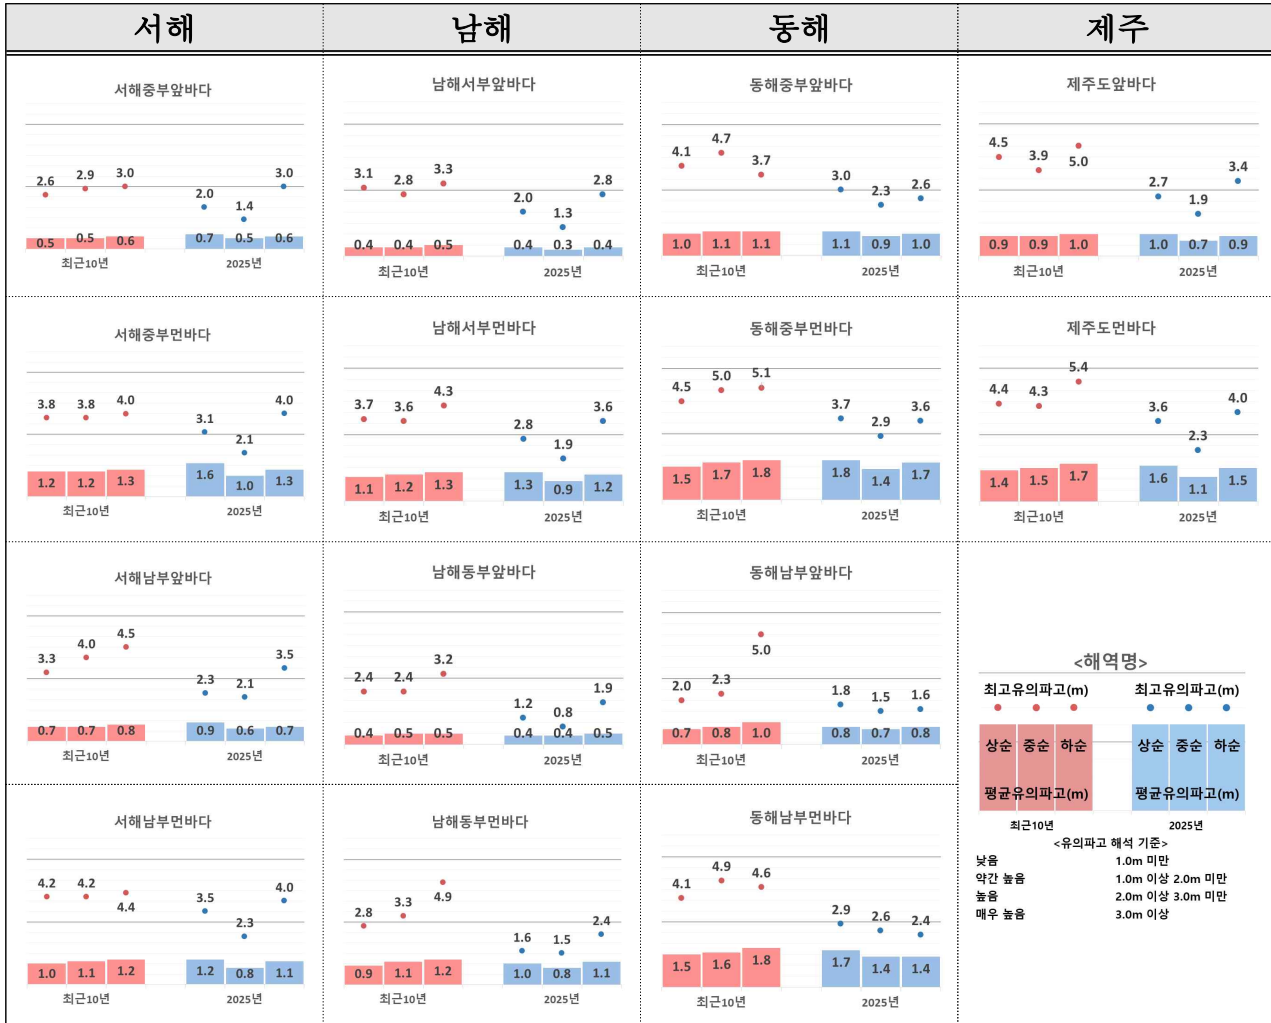 서해 남해 동해 제주
서해중부앞바다
2.6 2.9 3.0 2.0 1.4 3.0
0.5 0.5 0.6 0.7 0.5 0.6
최근10년 2025년
남해서부앞바다
3.1 2.8 3.3 2.0 1.3 2.8
0.4 0.4 0.5 0.4 0.3 0.4
최근10년 2025년
동해중부앞바다
4.1 4.7 3.7 3.0 2.3 2.6
1.0 1.1 1.1 1.1 0.9 1.0
최근10년 2025년
제주도앞바다
4.5 3.9 5.0 2.7 1.9 3.4
0.9 0.9 1.0 1.0 0.7 0.9
최근10년 2025년
서해중부먼바다
3.8 3.8 4.0 3.1 2.1 4.0
1.2 1.2 1.3 1.6 1.0 1.3
최근10년 2025년
남해서부먼바다
3.7 3.6 4.3 2.8 1.9 3.6
1.1 1.2 1.3 1.3 0.9 1.2
최근10년 2025년
동해중부먼바다
4.5 5.0 5.1 3.7 2.9 3.6
1.5 1.7 1.8 1.8 1.4 1.7
최근10년 2025년
제주도먼바다
4.4 4.3 5.4 3.6 2.3 4.0
1.4 1.5 1.7 1.6 1.1 1.5
최근10년 2025년
서해남부앞바다
3.3 4.0 4.5 2.3 2.1 3.5
0.7 0.7 0.8 0.9 0.6 0.7
최근10년 2025년
남해동부앞바다
2.4 2.4 3.2 1.2 0.8 1.9
0.4 0.5 0.5 0.4 0.4 0.5
최근10년 2025년
동해남부앞바다
2.0 2.3 5.0 1.8 1.5 1.6
0.7 0.8 1.0 0.8 0.7 0.8
최근10년 2025년
서해남부먼바다
4.2 4.2 4.4 3.5 2.3 4.0
1.0 1.1 1.2 1.2 0.8 1.1
최근10년 2025년
남해동부먼바다
2.8 3.3 4.9 1.6 1.5 2.4
0.9 1.1 1.2 1.0 0.8 1.1
최근10년 2025년
동해남부먼바다
4.1 4.9 4.6 2.9 2.6 2.4
1.5 1.6 1.8 1.7 1.4 1.4
최근10년 2025년
<해역명>
최고유의파고(m) 최고유의파고(m)
상순 중순 하순 상순 중순 하순
평균유의파고(m) 평균유의파고(m)
최근10년 2025년
<유의파고 해석 기준>
낮음 1.0m 미만
약간 높음 1.0m 이상 2.0m 미만
높음 2.0m 이상 3.0m 미만
매우 높음 3.0m 이상